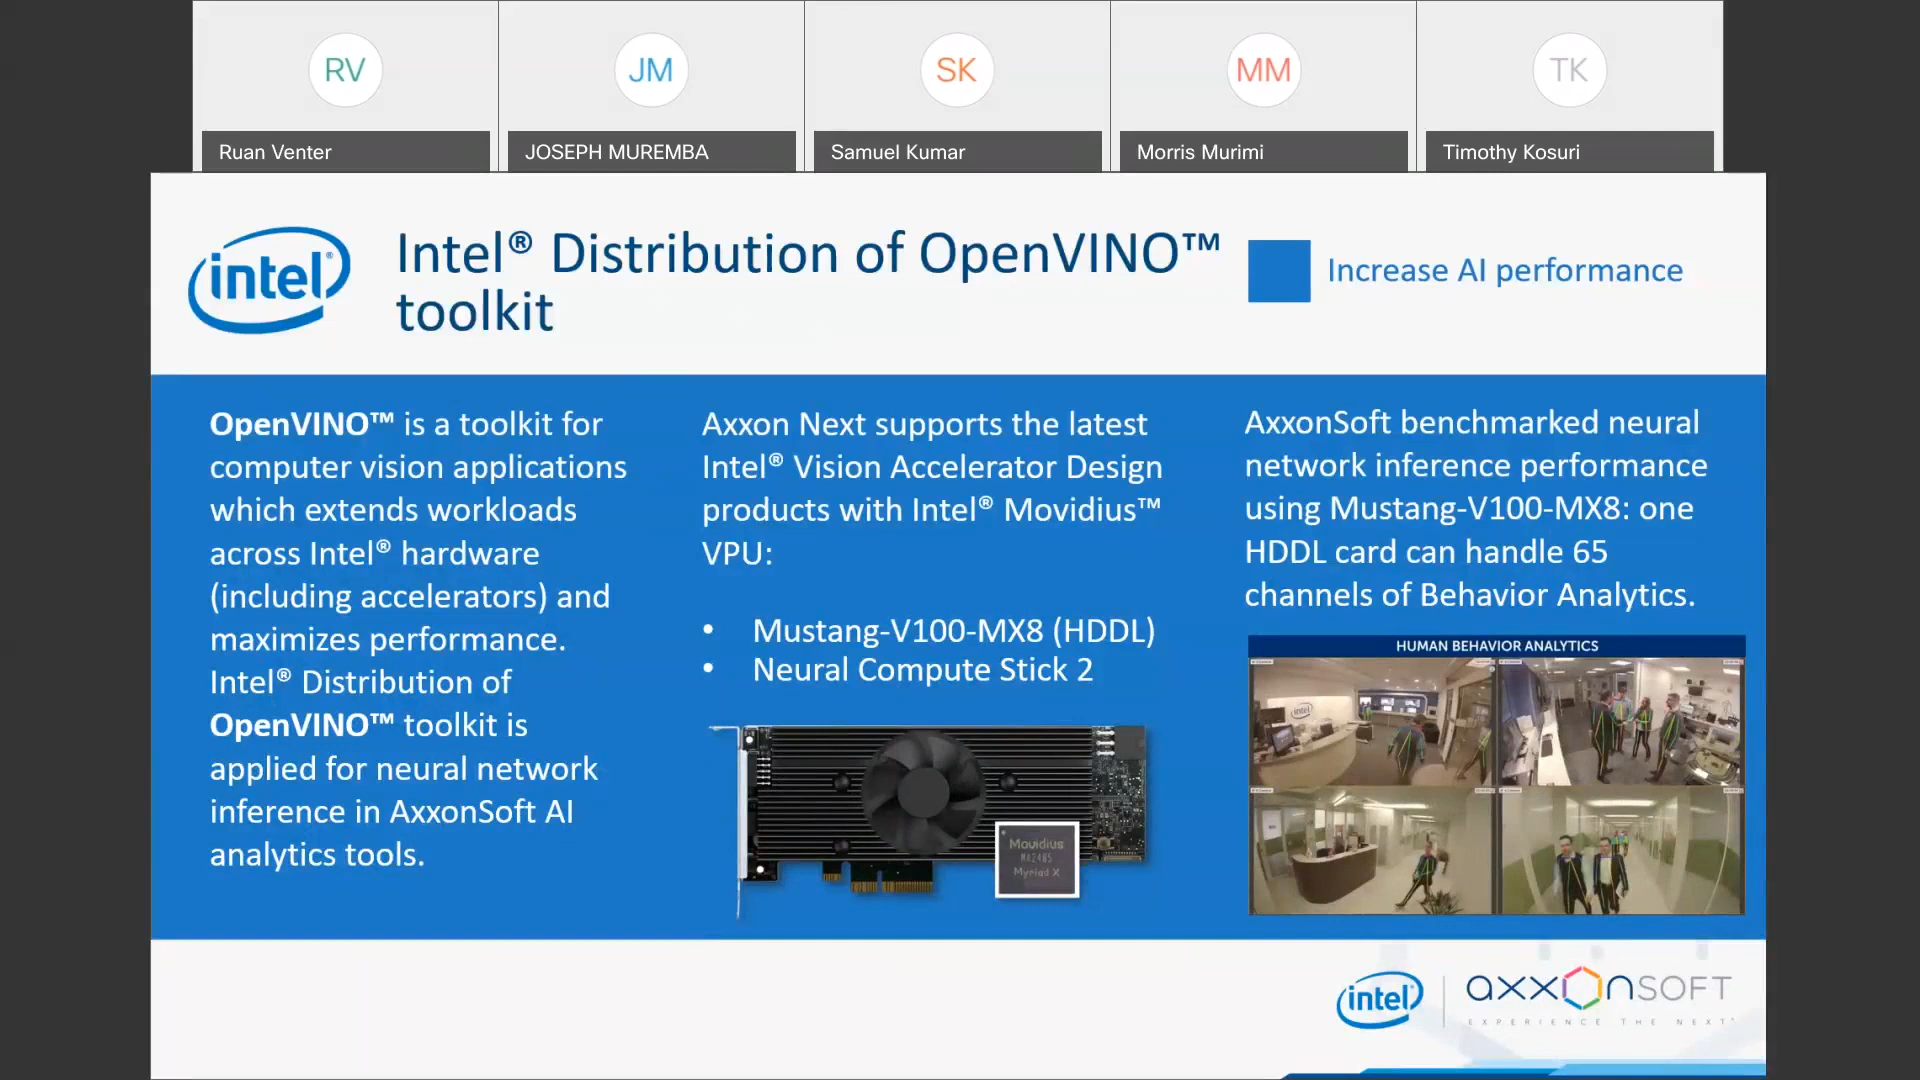 RV
JM
SK
MM
TK
Ruan Venter
JOSEPH MUREMBA
Samuel Kumar
Morris Murimi
Timothy Kosuri
intel®
Intel® Distribution of OpenVINO™
toolkit
Increase AI performance
OpenVINO™ is a toolkit for
computer vision applications
which extends workloads
across Intel® hardware
(including accelerators) and
maximizes performance.
Intel® Distribution of
OpenVINO™ toolkit is
applied for neural network
inference in AxxonSoft AI
analytics tools.
Axxon Next supports the latest
Intel® Vision Accelerator Design
products with Intel® Movidius™
VPU:
• Mustang-V100-MX8 (HDDL)
• Neural Compute Stick 2
Movidius
MA2485
Myriad X
AxxonSoft benchmarked neural
network inference performance
using Mustang-V100-MX8: one
HDDL card can handle 65
channels of Behavior Analytics.
HUMAN BEHAVIOR ANALYTICS
intel
intel®
axxonsoft
EXPERIENCE THE NEXT